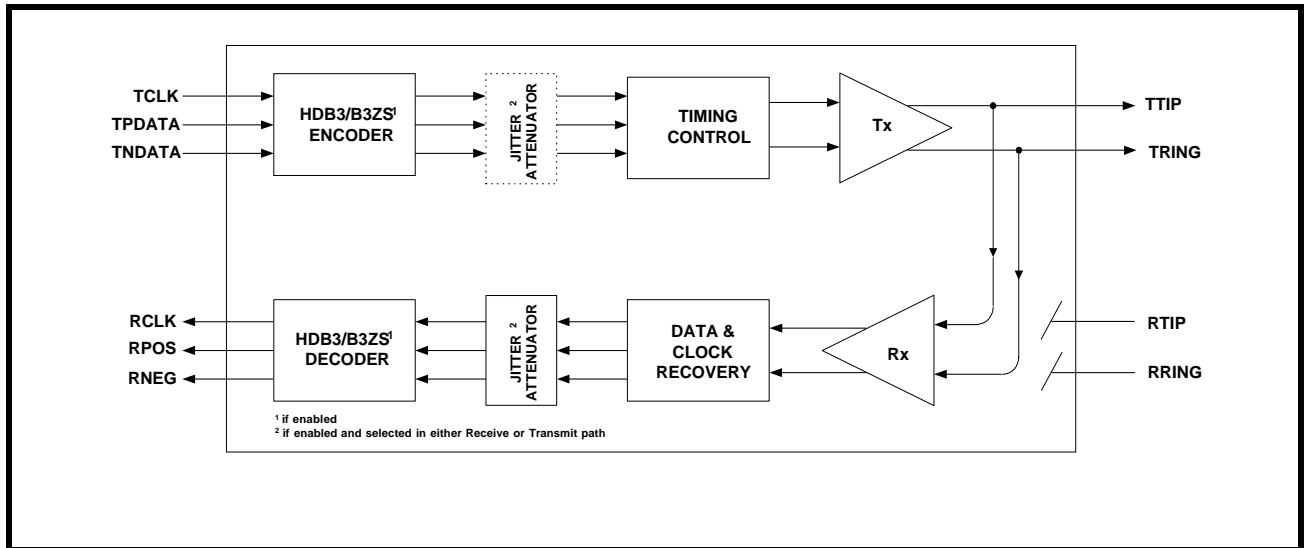 TCLK
TPDATA
TNDATA
HDB3/B3ZS¹
ENCODER
JITTER ²
ATTENUATOR
TIMING
CONTROL
Tx
TTIP
TRING
RCLK
RPOS
RNEG
HDB3/B3ZS¹
DECODER
JITTER ²
ATTENUATOR
DATA &
CLOCK
RECOVERY
Rx
RTIP
RRING
¹ if enabled
² if enabled and selected in either Receive or Transmit path